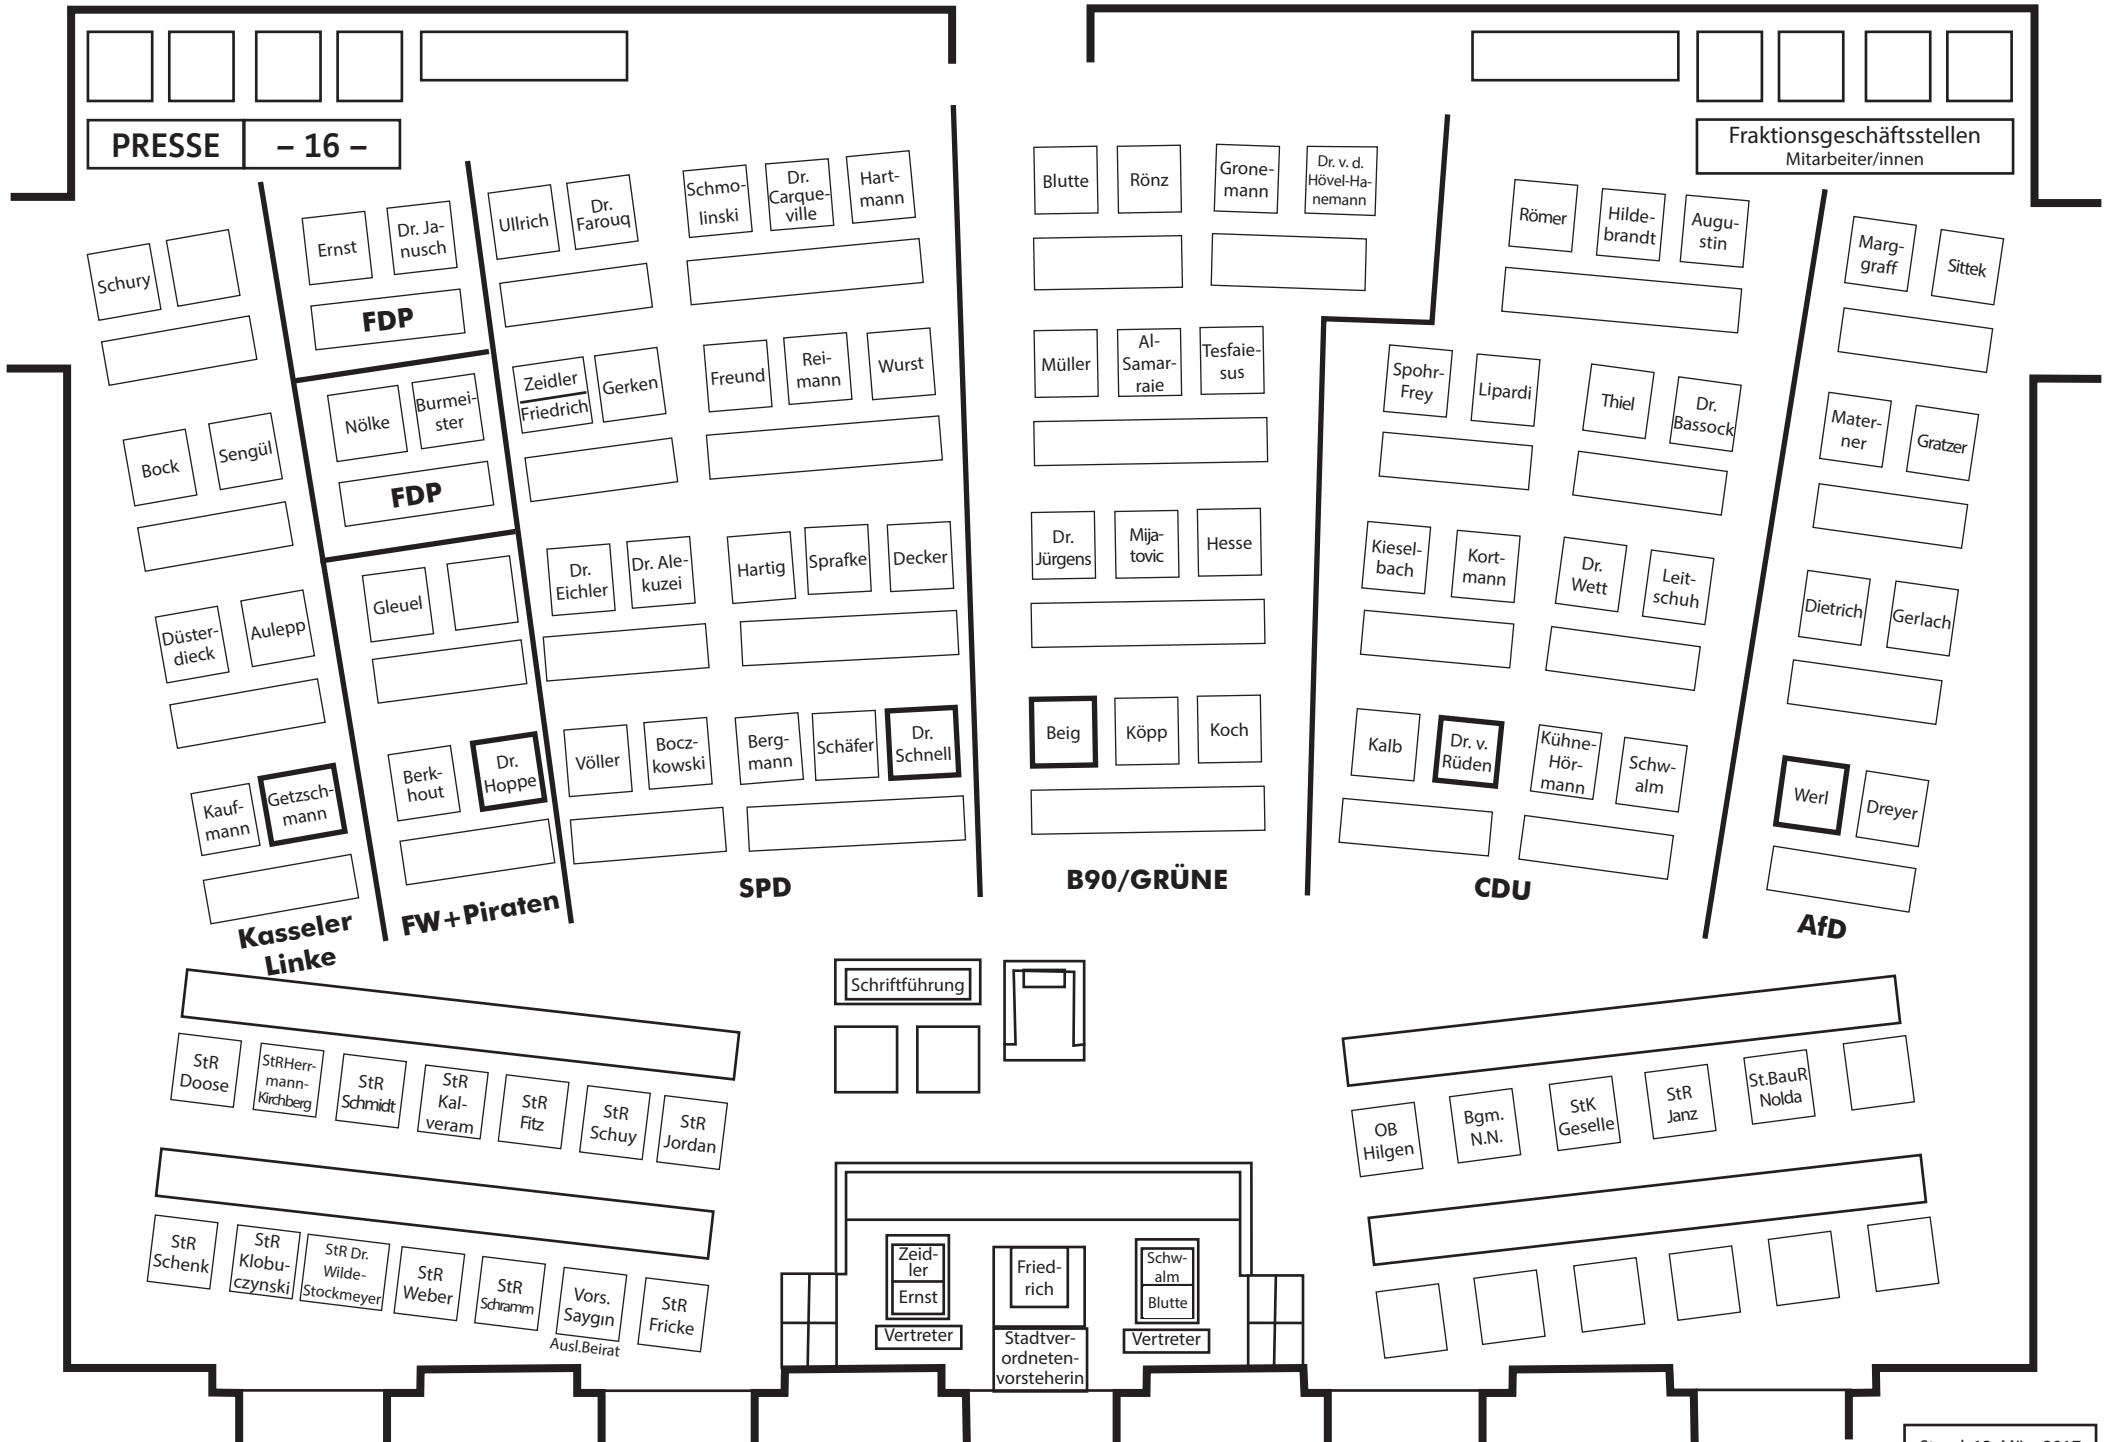 PRESSE
– 16 –
Fraktionsgeschäftsstellen
Mitarbeiter/innen
Schury
Bock
Sengül
Düster-
dieck
Aulepp
Kauf-
mann
Getzsch-
mann
Kasseler
Linke
Ernst
Dr. Ja-
nusch
FDP
Nölke
Burmei-
ster
FDP
Gleuel
Berk-
hout
Dr.
Hoppe
FW+Piraten
Ullrich
Dr.
Farouq
Schmo-
linski
Dr.
Carque-
ville
Hart-
mann
Zeidler
Friedrich
Gerken
Freund
Rei-
mann
Wurst
Dr.
Eichler
Dr. Ale-
kuzei
Hartig
Sprafke
Decker
Völler
Bocz-
kowski
Berg-
mann
Schäfer
Dr.
Schnell
SPD
Blutte
Rönz
Grone-
mann
Dr. v. d.
Hövel-Ha-
nemann
Müller
Al-
Samar-
raie
Tesfaie-
sus
Dr.
Jürgens
Mija-
tovic
Hesse
Beig
Köpp
Koch
B90/GRÜNE
Römer
Hilde-
brandt
Augu-
stin
Spohr-
Frey
Lipardi
Thiel
Dr.
Bassock
Kiesel-
bach
Kort-
mann
Dr.
Wett
Leit-
schuh
Kalb
Dr. v.
Rüden
Kühne-
Hör-
mann
Schw-
alm
CDU
Marg-
graff
Sittek
Mater-
ner
Gratzer
Dietrich
Gerlach
Werl
Dreyer
AfD
Schriftführung
StR
Doose
StRHerr-
mann-
Kirchberg
StR
Schmidt
StR
Kal-
veram
StR
Fitz
StR
Schuy
StR
Jordan
StR
Schenk
StR
Klobu-
czynski
StR Dr.
Wilde-
Stockmeyer
StR
Weber
StR
Schramm
Vors.
Saygın
Ausl.Beirat
StR
Fricke
OB
Hilgen
Bgm.
N.N.
StK
Geselle
StR
Janz
St.BauR
Nolda
Zeid-
ler
Ernst
Vertreter
Fried-
rich
Stadtver-
ordneten-
vorsteherin
Schw-
alm
Blutte
Vertreter